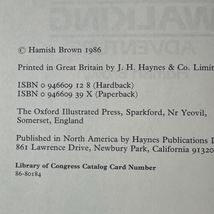 © Hamish Brown 1986
Printed in Great Britain by J. H. Haynes & Co. Limit
ISBN 0 946609 12 8 (Hardback)
ISBN 0 946609 39 X (Paperback)
The Oxford Illustrated Press, Sparkford, Nr Yeovil,
Somerset, England
Published in North America by Haynes Publications I
861 Lawrence Drive, Newbury Park, California 91320
Library of Congress Catalog Card Number
86-80184